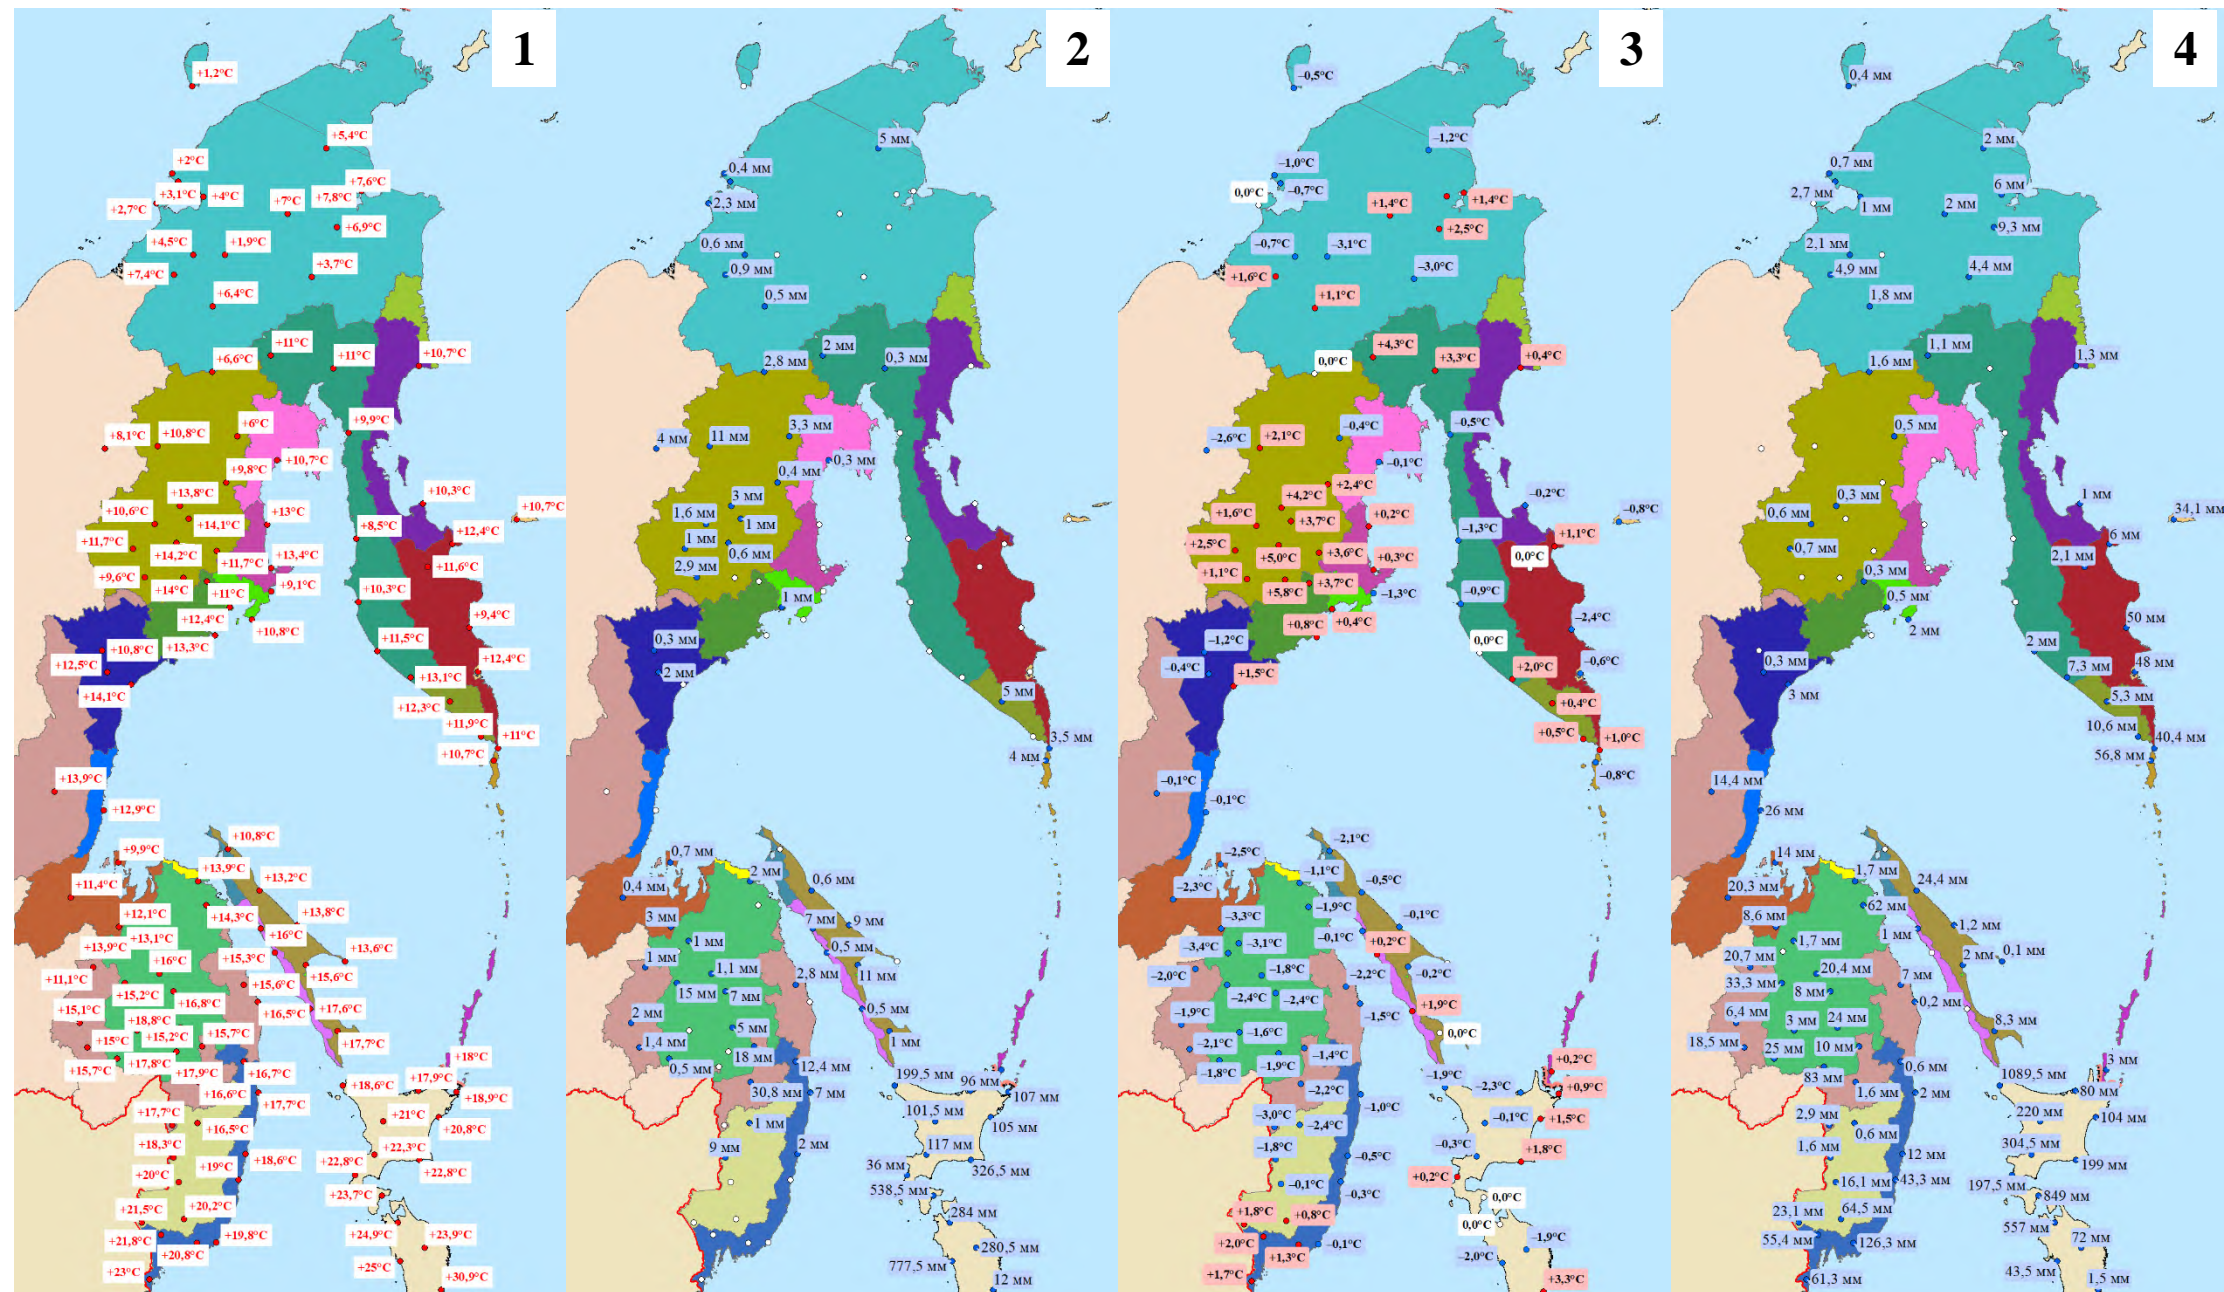 1
+1,2°C
+5,4°C
+2°C
+3,1°C
+4°C
+7,6°C
+7,8°C
+2,7°C
+7°C
+6,9°C
+4,5°C
+1,9°C
+7,4°C
+3,7°C
+6,4°C
+11°C
+6,6°C
+11°C
+10,7°C
+9,9°C
+6°C
+8,1°C
+10,8°C
+10,7°C
+9,8°C
+13,8°C
+10,3°C
+10,7°C
+10,6°C
+14,1°C
+13°C
+8,5°C
+12,4°C
+11,7°C
+14,2°C
+11,7°C
+13,4°C
+11,6°C
+9,6°C
+14°C
+11°C
+9,1°C
+10,3°C
+12,4°C
+10,8°C
+9,4°C
+11,5°C
+10,8°C
+13,3°C
+12,5°C
+12,4°C
+13,1°C
+14,1°C
+12,3°C
+11,9°C
+11°C
+10,7°C
+13,9°C
+12,9°C
+10,8°C
+9,9°C
+13,9°C
+11,4°C
+13,2°C
+12,1°C
+14,3°C
+13,8°C
+13,1°C
+16°C
+13,9°C
+16°C
+15,3°C
+13,6°C
+11,1°C
+15,6°C
+15,2°C
+15,6°C
+15,1°C
+16,8°C
+16,5°C
+17,6°C
+18,8°C
+15,2°C
+15,7°C
+15°C
+17,7°C
+15,7°C
+17,8°C
+17,9°C
+16,7°C
+18°C
+17,9°C
+18,6°C
+16,6°C
+17,7°C
+18,9°C
+17,7°C
+16,5°C
+21°C
+20,8°C
+18,3°C
+22,3°C
+19°C
+18,6°C
+22,8°C
+22,8°C
+20°C
+23,7°C
+21,5°C
+20,2°C
+21,8°C
+19,8°C
+24,9°C
+23,9°C
+20,8°C
+23°C
+25°C
+30,9°C
2
5 мм
0,4 мм
2,3 мм
0,6 мм
0,9 мм
0,5 мм
2 мм
2,8 мм
0,3 мм
3,3 мм
4 мм
11 мм
0,3 мм
0,4 мм
3 мм
1,6 мм
1 мм
1 мм
0,6 мм
2,9 мм
1 мм
0,3 мм
2 мм
5 мм
3,5 мм
4 мм
0,7 мм
2 мм
0,4 мм
0,6 мм
3 мм
7 мм
9 мм
1 мм
0,5 мм
1 мм
1,1 мм
11 мм
2,8 мм
15 мм
7 мм
2 мм
0,5 мм
5 мм
1,4 мм
1 мм
18 мм
0,5 мм
12,4 мм
199,5 мм
96 мм
30,8 мм
7 мм
107 мм
101,5 мм
1 мм
105 мм
9 мм
2 мм
117 мм
36 мм
326,5 мм
538,5 мм
284 мм
280,5 мм
777,5 мм
12 мм
3
–0,5°C
–1,2°C
–1,0°C
–0,7°C
0,0°C
+1,4°C
+1,4°C
+2,5°C
–0,7°C
–3,1°C
+1,6°C
–3,0°C
+1,1°C
+4,3°C
0,0°C
+3,3°C
+0,4°C
–0,4°C
–0,5°C
–2,6°C
+2,1°C
–0,1°C
+2,4°C
+4,2°C
–0,2°C
–0,8°C
+1,6°C
+3,7°C
+0,2°C
–1,3°C
+1,1°C
+2,5°C
+5,0°C
+3,6°C
+0,3°C
0,0°C
+1,1°C
+5,8°C
+3,7°C
–1,3°C
–0,9°C
+0,8°C
+0,4°C
–2,4°C
–1,2°C
0,0°C
–0,4°C
+1,5°C
+2,0°C
–0,6°C
+0,4°C
+0,5°C
+1,0°C
–0,8°C
–0,1°C
–0,1°C
–2,1°C
–2,5°C
–1,1°C
–2,3°C
–0,5°C
–3,3°C
–1,9°C
–0,1°C
–3,4°C
–3,1°C
–0,1°C
+0,2°C
–2,0°C
–1,8°C
–2,2°C
–0,2°C
–2,4°C
–2,4°C
–1,9°C
–1,5°C
+1,9°C
–1,6°C
0,0°C
–2,1°C
–1,4°C
–1,8°C
–1,9°C
+0,2°C
–1,9°C
–2,3°C
–2,2°C
+0,9°C
–1,0°C
–3,0°C
–2,4°C
–0,1°C
+1,5°C
–1,8°C
–0,5°C
–0,3°C
+1,8°C
–0,1°C
–0,3°C
+0,2°C
0,0°C
+1,8°C
+0,8°C
0,0°C
+2,0°C
+1,3°C
–0,1°C
–1,9°C
–2,0°C
+1,7°C
+3,3°C
4
0,4 мм
2 мм
0,7 мм
2,7 мм
1 мм
6 мм
2 мм
9,3 мм
2,1 мм
4,9 мм
4,4 мм
1,8 мм
1,1 мм
1,6 мм
1,3 мм
0,5 мм
0,3 мм
1 мм
34,1 мм
0,6 мм
6 мм
0,7 мм
2,1 мм
0,3 мм
0,5 мм
2 мм
50 мм
0,3 мм
2 мм
48 мм
3 мм
7,3 мм
5,3 мм
10,6 мм
40,4 мм
56,8 мм
14,4 мм
26 мм
14 мм
1,7 мм
20,3 мм
24,4 мм
8,6 мм
62 мм
1,2 мм
1,7 мм
1 мм
0,1 мм
20,7 мм
20,4 мм
2 мм
33,3 мм
7 мм
8 мм
0,2 мм
6,4 мм
3 мм
24 мм
8,3 мм
18,5 мм
25 мм
10 мм
0,6 мм
3 мм
83 мм
1089,5 мм
1,6 мм
2 мм
80 мм
2,9 мм
220 мм
104 мм
0,6 мм
1,6 мм
304,5 мм
12 мм
199 мм
16,1 мм
43,3 мм
197,5 мм
849 мм
23,1 мм
64,5 мм
557 мм
55,4 мм
126,3 мм
72 мм
61,3 мм
43,5 мм
1,5 мм